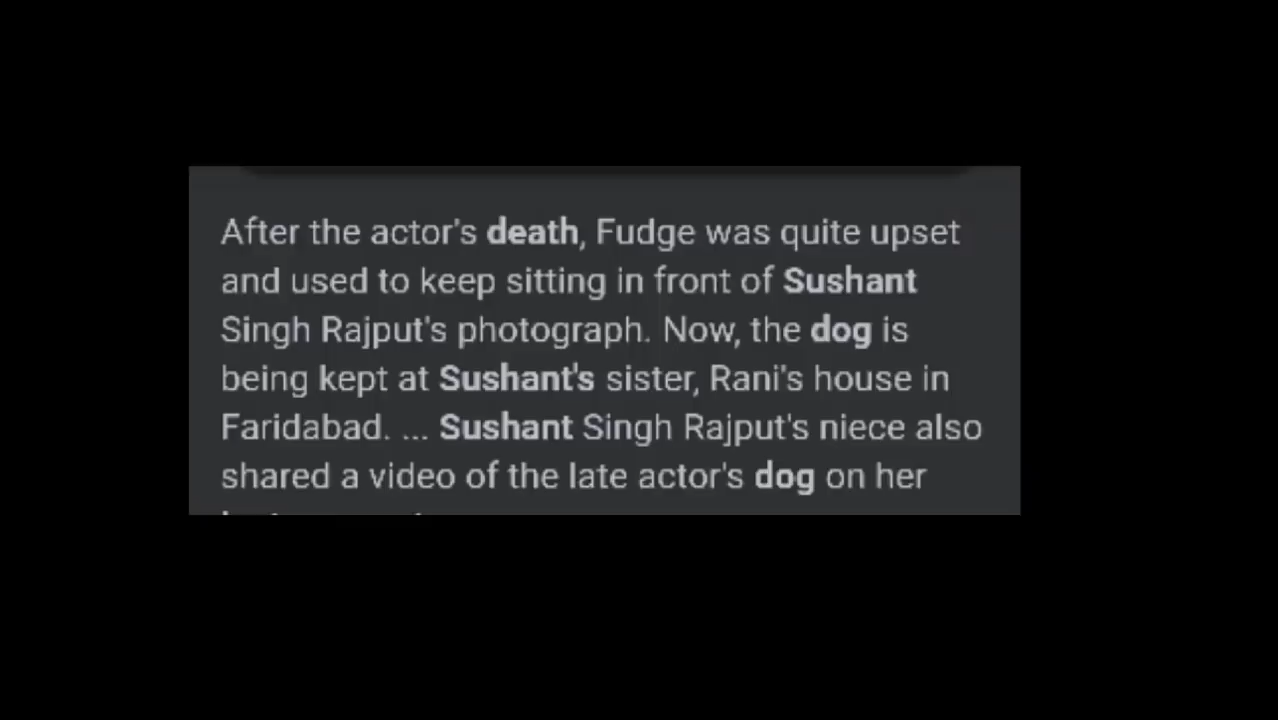 After the actor's death, Fudge was quite upset
and used to keep sitting in front of Sushant
Singh Rajput's photograph. Now, the dog is
being kept at Sushant's sister, Rani's house in
Faridabad. ... Sushant Singh Rajput's niece also
shared a video of the late actor's dog on her